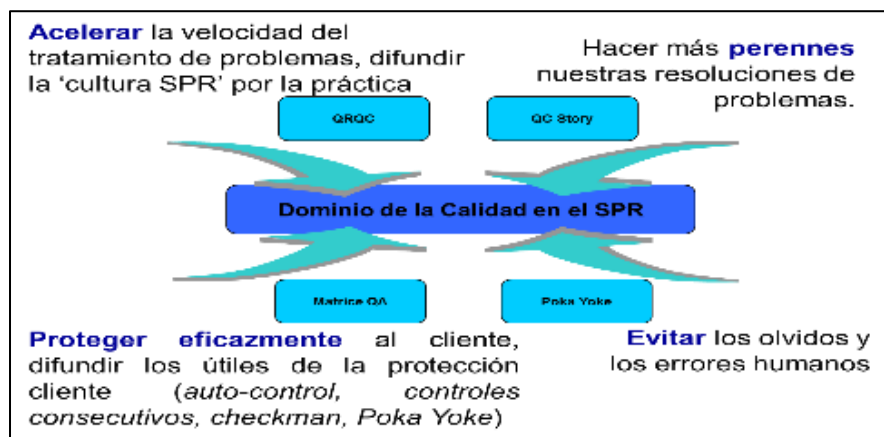 Acelerar la velocidad del
tratamiento de problemas, difundir
la 'cultura SPR' por la práctica
Hacer más perennes
nuestras resoluciones de
problemas.
QRQC
QC Story
Dominio de la Calidad en el SPR
Matrice QA
Poka Yoke
Proteger eficazmente al cliente,
difundir los útiles de la protección
cliente (auto-control, controles
consecutivos, checkman, Poka Yoke)
Evitar los olvidos y
los errores humanos